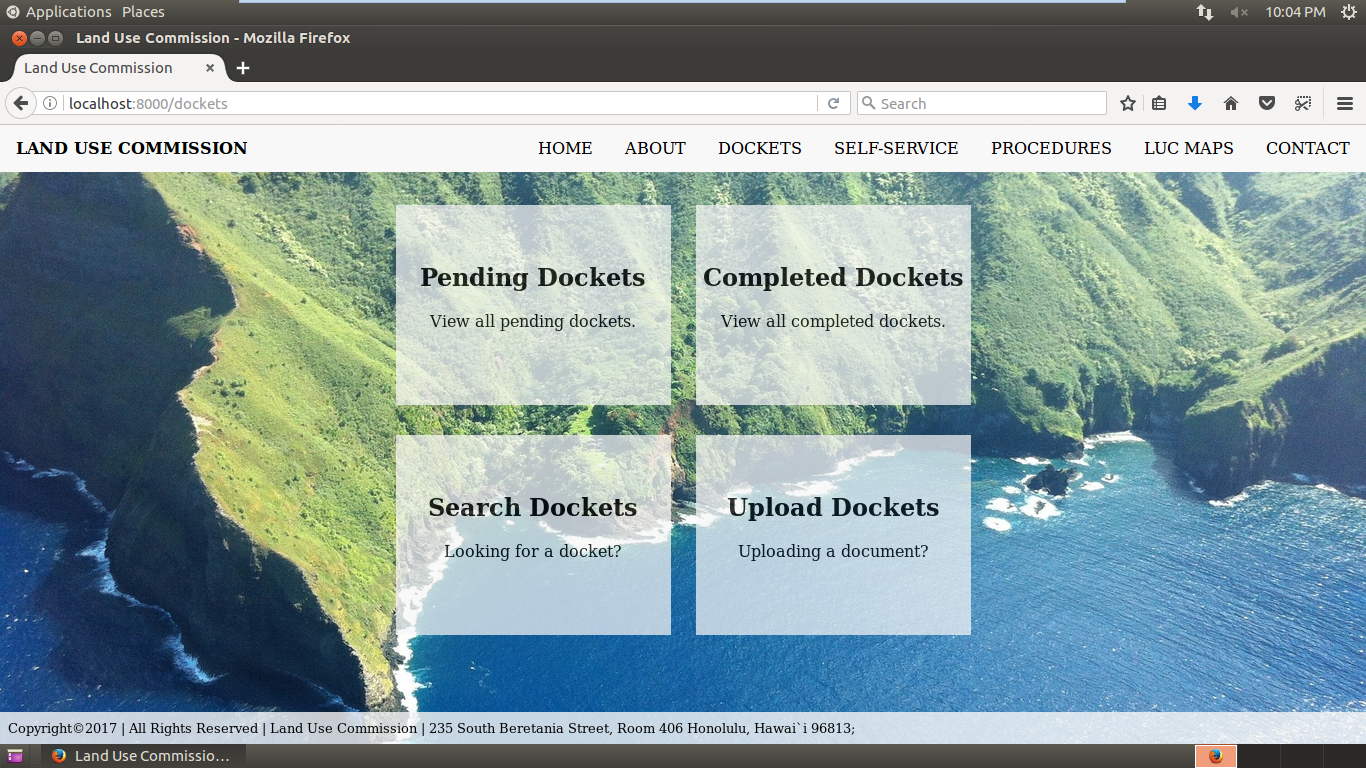 Applications Places 10:04 PM
Land Use Commission - Mozilla Firefox
Land Use Commission
localhost:8000/dockets Search
LAND USE COMMISSION HOME ABOUT DOCKETS SELF-SERVICE PROCEDURES LUC MAPS CONTACT
Pending Dockets
View all pending dockets.
Completed Dockets
View all completed dockets.
Search Dockets
Looking for a docket?
Upload Dockets
Uploading a document?
Copyright©2017 | All Rights Reserved | Land Use Commission | 235 South Beretania Street, Room 406 Honolulu, Hawai`i 96813;
Land Use Commissio...